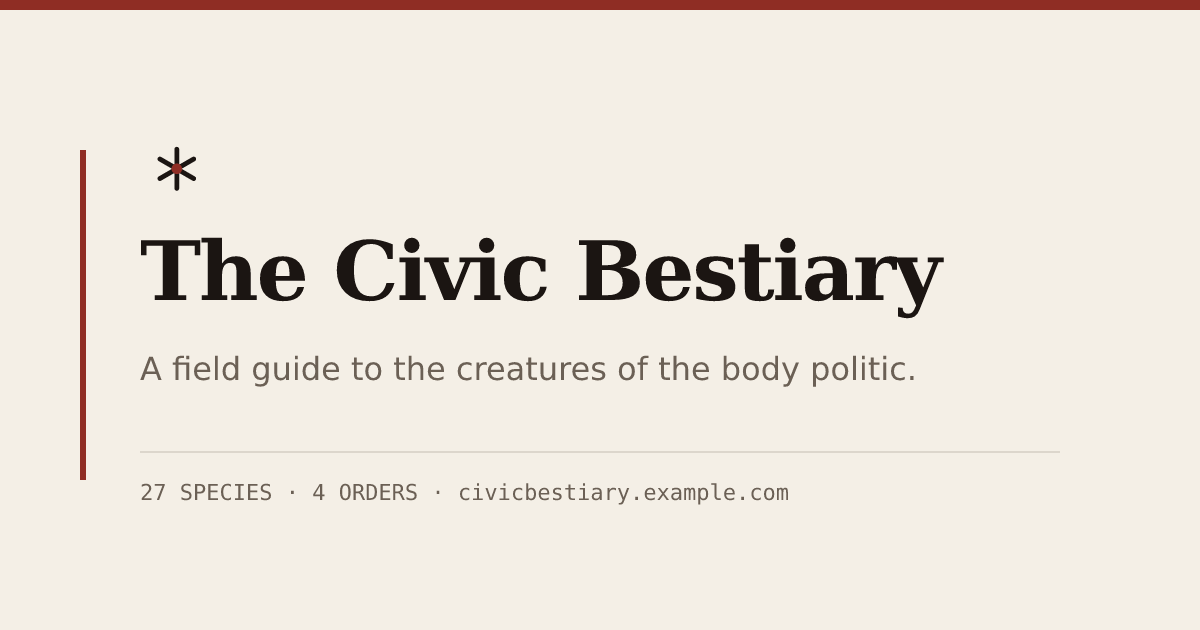 The Civic Bestiary
A field guide to the creatures of the body politic.
27 SPECIES · 4 ORDERS · civicbestiary.example.com